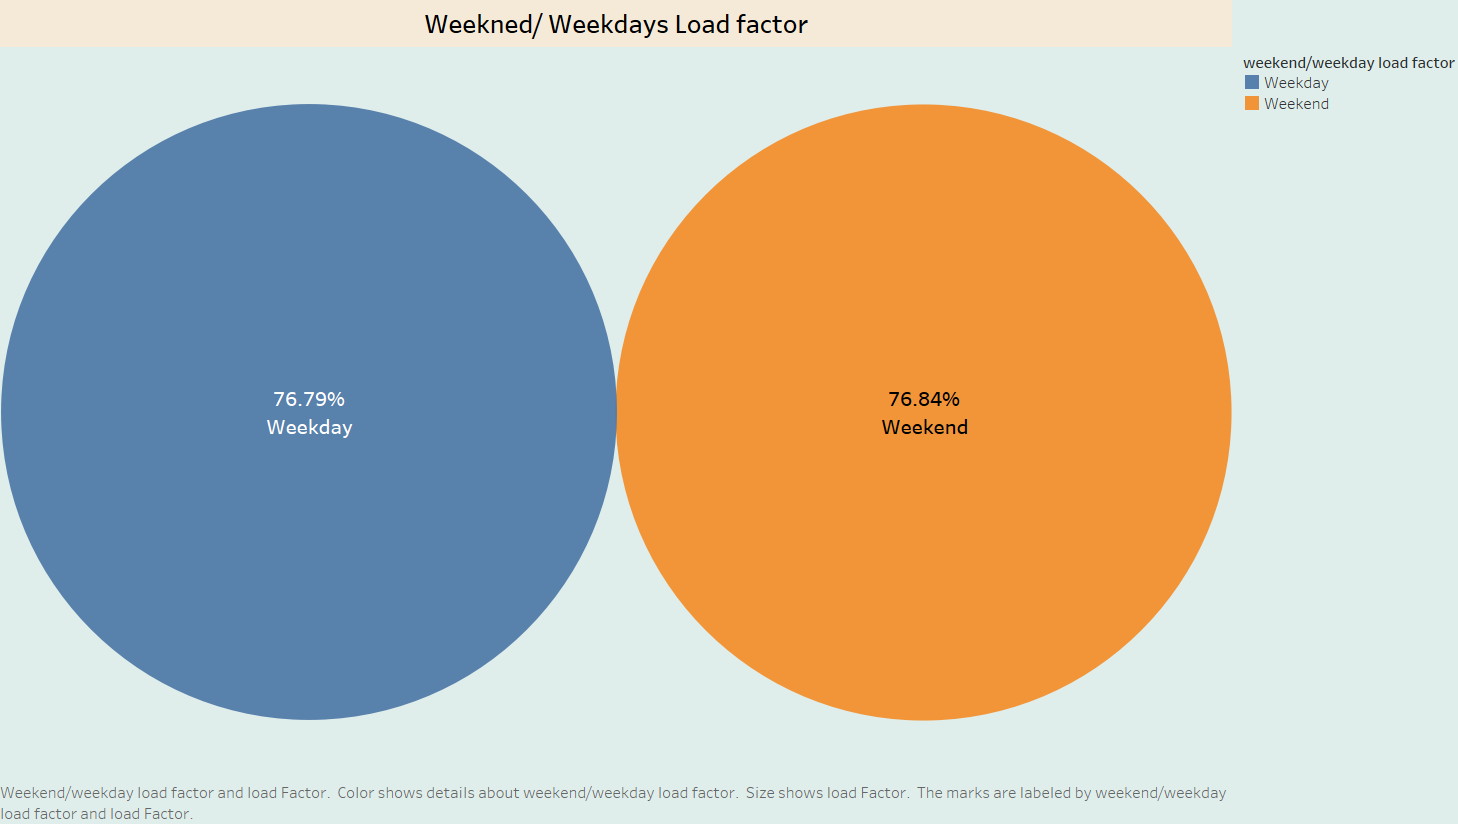 Weekned/ Weekdays Load factor
weekend/weekday load factor
Weekday
Weekend
76.79%
Weekday
76.84%
Weekend
Weekend/weekday load factor and load Factor.  Color shows details about weekend/weekday load factor.  Size shows load Factor.  The marks are labeled by weekend/weekday
load factor and load Factor.